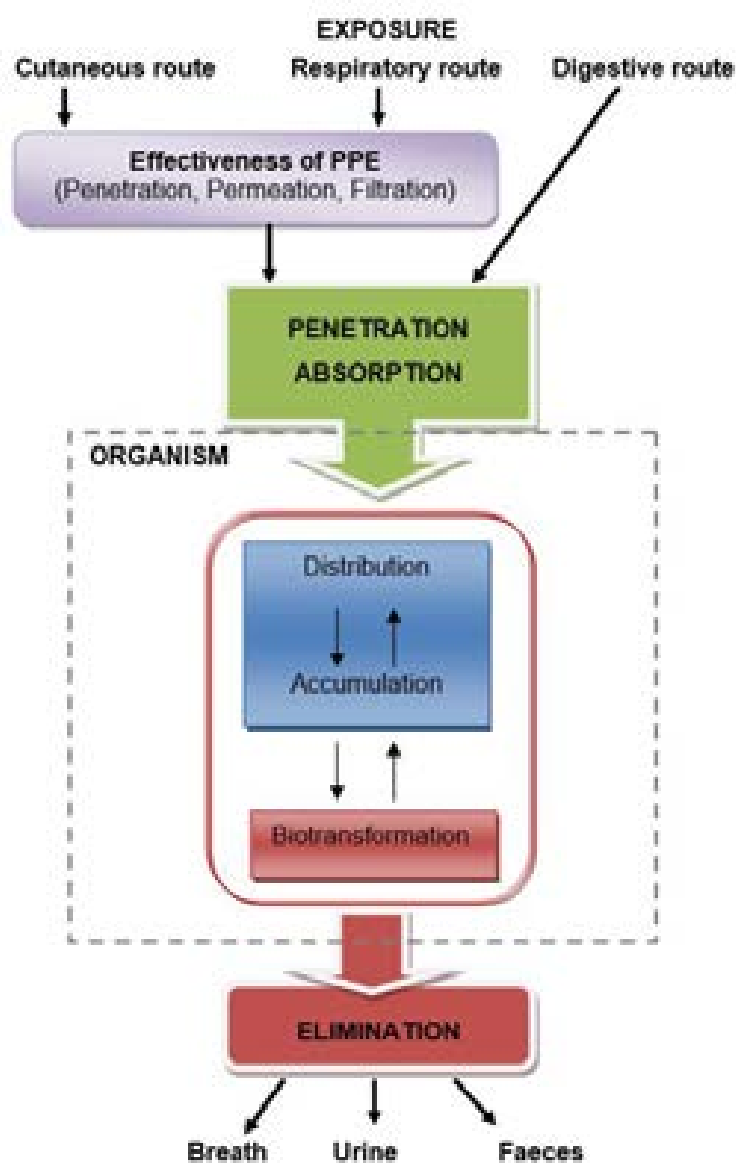 EXPOSURE
Cutaneous route Respiratory route Digestive route
Effectiveness of PPE
(Penetration, Permeation, Filtration)
PENETRATION
ABSORPTION
ORGANISM
Distribution
Accumulation
Biotransformation
ELIMINATION
Breath Urine Faeces